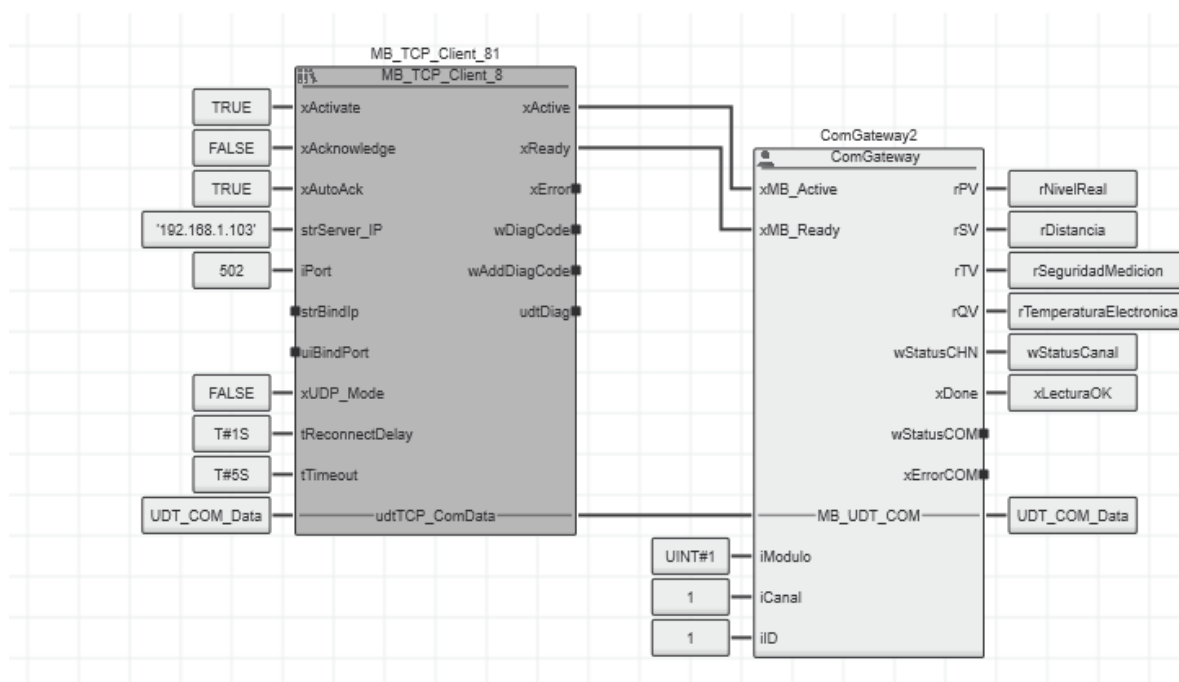 MB_TCP_Client_81
MB_TCP_Client_8
TRUE xActivate xActive
FALSE xAcknowledge xReady
TRUE xAutoAck xError
'192.168.1.103' strServer_IP wDiagCode
502 iPort wAddDiagCode
strBindIp udtDiag
uiBindPort
FALSE xUDP_Mode
T#1S tReconnectDelay
T#5S tTimeout
UDT_COM_Data udtTCP_ComData
ComGateway2
ComGateway
xMB_Active rPV rNivelReal
xMB_Ready rSV rDistancia
rTV rSeguridadMedicion
rQV rTemperaturaElectronica
wStatusCHN wStatusCanal
xDone xLecturaOK
wStatusCOM
xErrorCOM
MB_UDT_COM UDT_COM_Data
UINT#1 iModulo
1 iCanal
1 iID